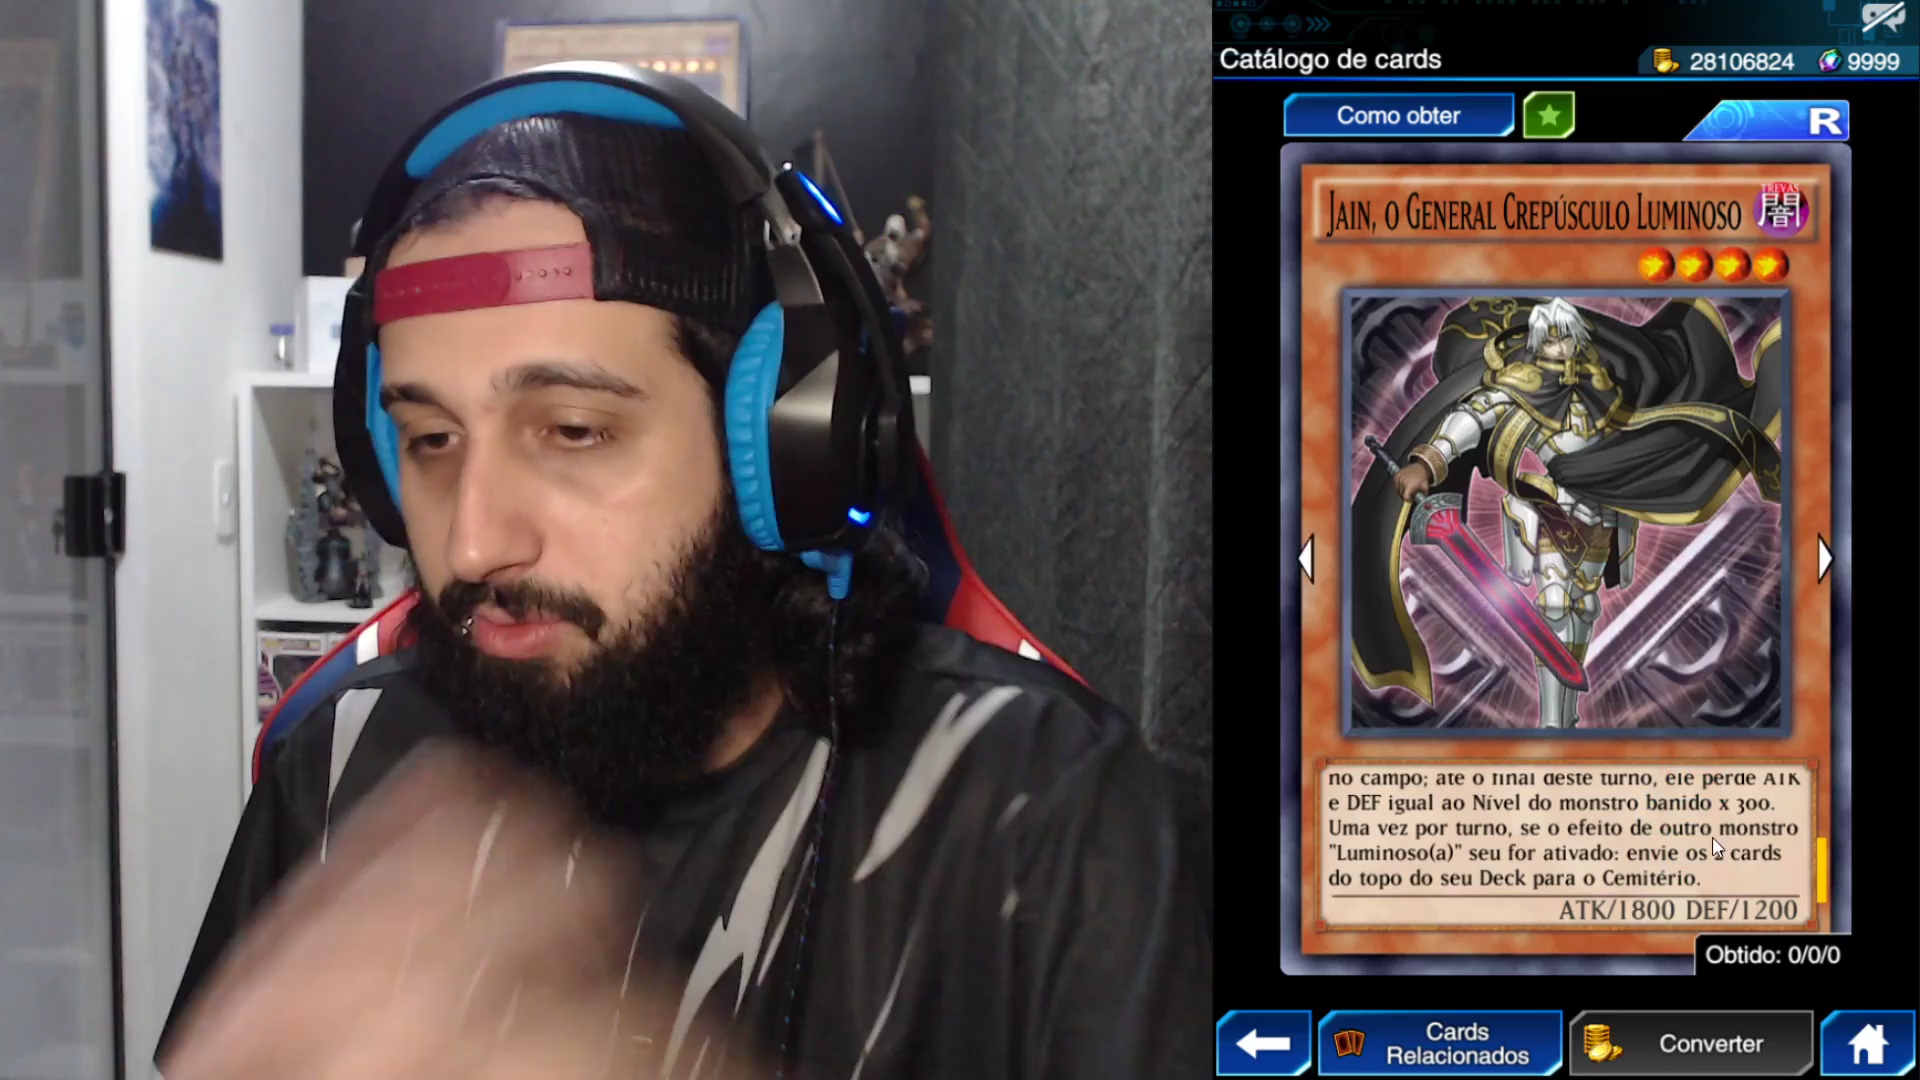 Catálogo de cards
28106824
9999
Como obter
R
JAIN, O GENERAL CREPÚSCULO LUMINOSO
TREVAS
闇
no campo; até o final deste turno, ele perde ATK
e DEF igual ao Nível do monstro banido x 300.
Uma vez por turno, se o efeito de outro monstro
"Luminoso(a)" seu for ativado: envie os cards
do topo do seu Deck para o Cemitério.
ATK/1800 DEF/1200
Obtido: 0/0/0
Cards
Relacionados
Converter